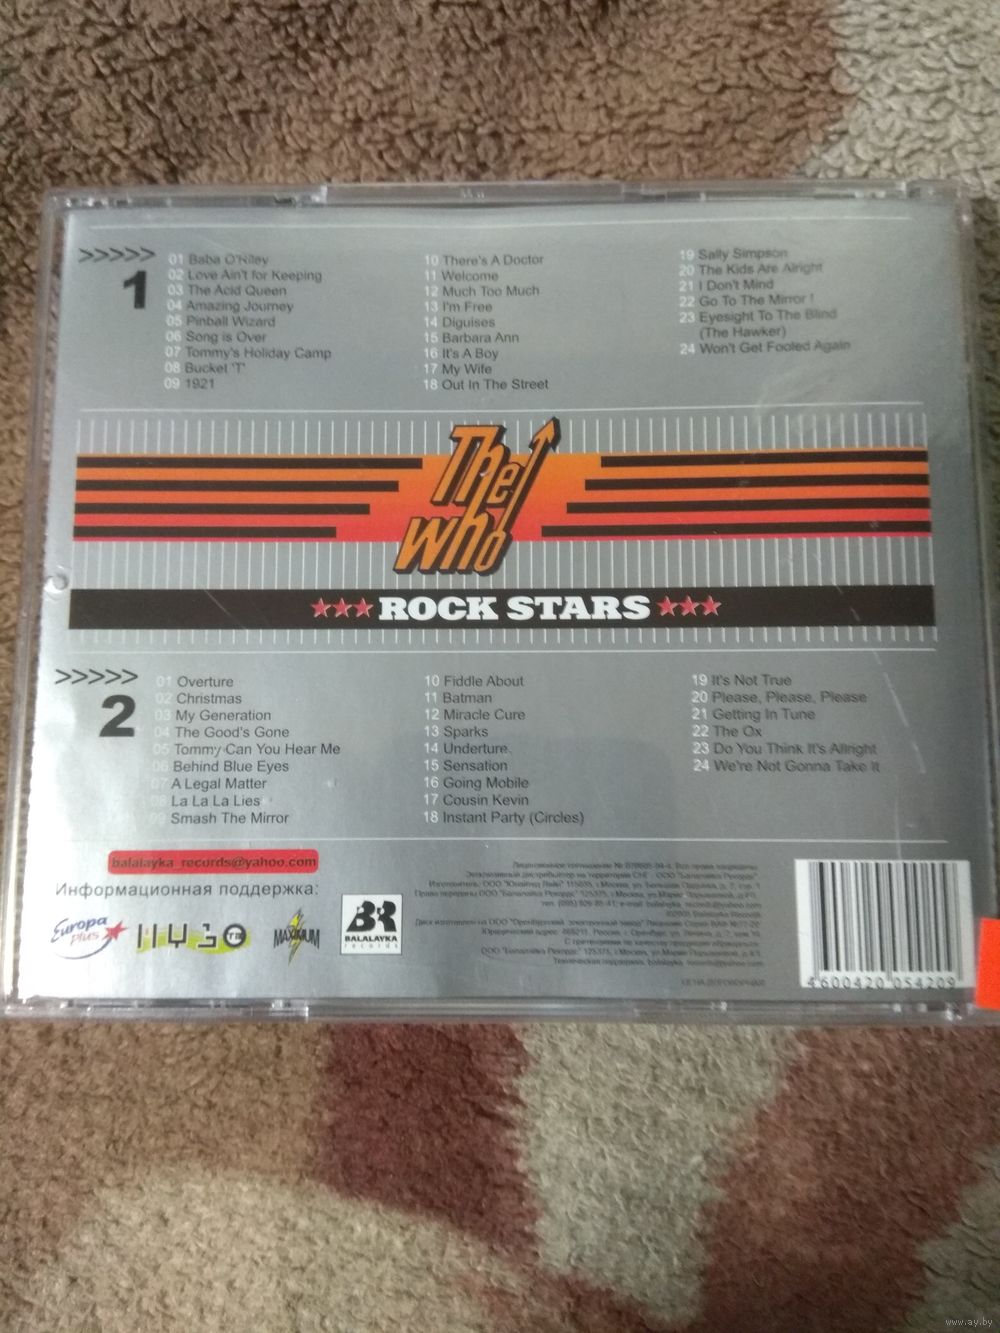 >>>>>
1
01 Baba O'Riley
02 Love Ain't for Keeping
03 The Acid Queen
04 Amazing Journey
05 Pinball Wizard
06 Song is Over
07 Tommy's Holiday Camp
08 Bucket 'T'
09 1921
10 There's A Doctor
11 Welcome
12 Much Too Much
13 I'm Free
14 Diguises
15 Barbara Ann
16 It's A Boy
17 My Wife
18 Out In The Street
19 Sally Simpson
20 The Kids Are Alright
21 I Don't Mind
22 Go To The Mirror !
23 Eyesight To The Blind
(The Hawker)
24 Won't Get Fooled Again
The
Who
ROCK STARS
>>>>>
2
01 Overture
02 Christmas
03 My Generation
04 The Good's Gone
05 Tommy Can You Hear Me
06 Behind Blue Eyes
07 A Legal Matter
08 La La La Lies
09 Smash The Mirror
10 Fiddle About
11 Batman
12 Miracle Cure
13 Sparks
14 Underture
15 Sensation
16 Going Mobile
17 Cousin Kevin
18 Instant Party (Circles)
19 It's Not True
20 Please, Please, Please
21 Getting In Tune
22 The Ox
23 Do You Think It's Allright
24 We're Not Gonna Take It
balalayka_records@yahoo.com
Информационная поддержка:
Europa
plus
МУЗ
ТВ
MAXIMUM
BR
BALALAYKA
records
4 600420 054209
www.ay.by